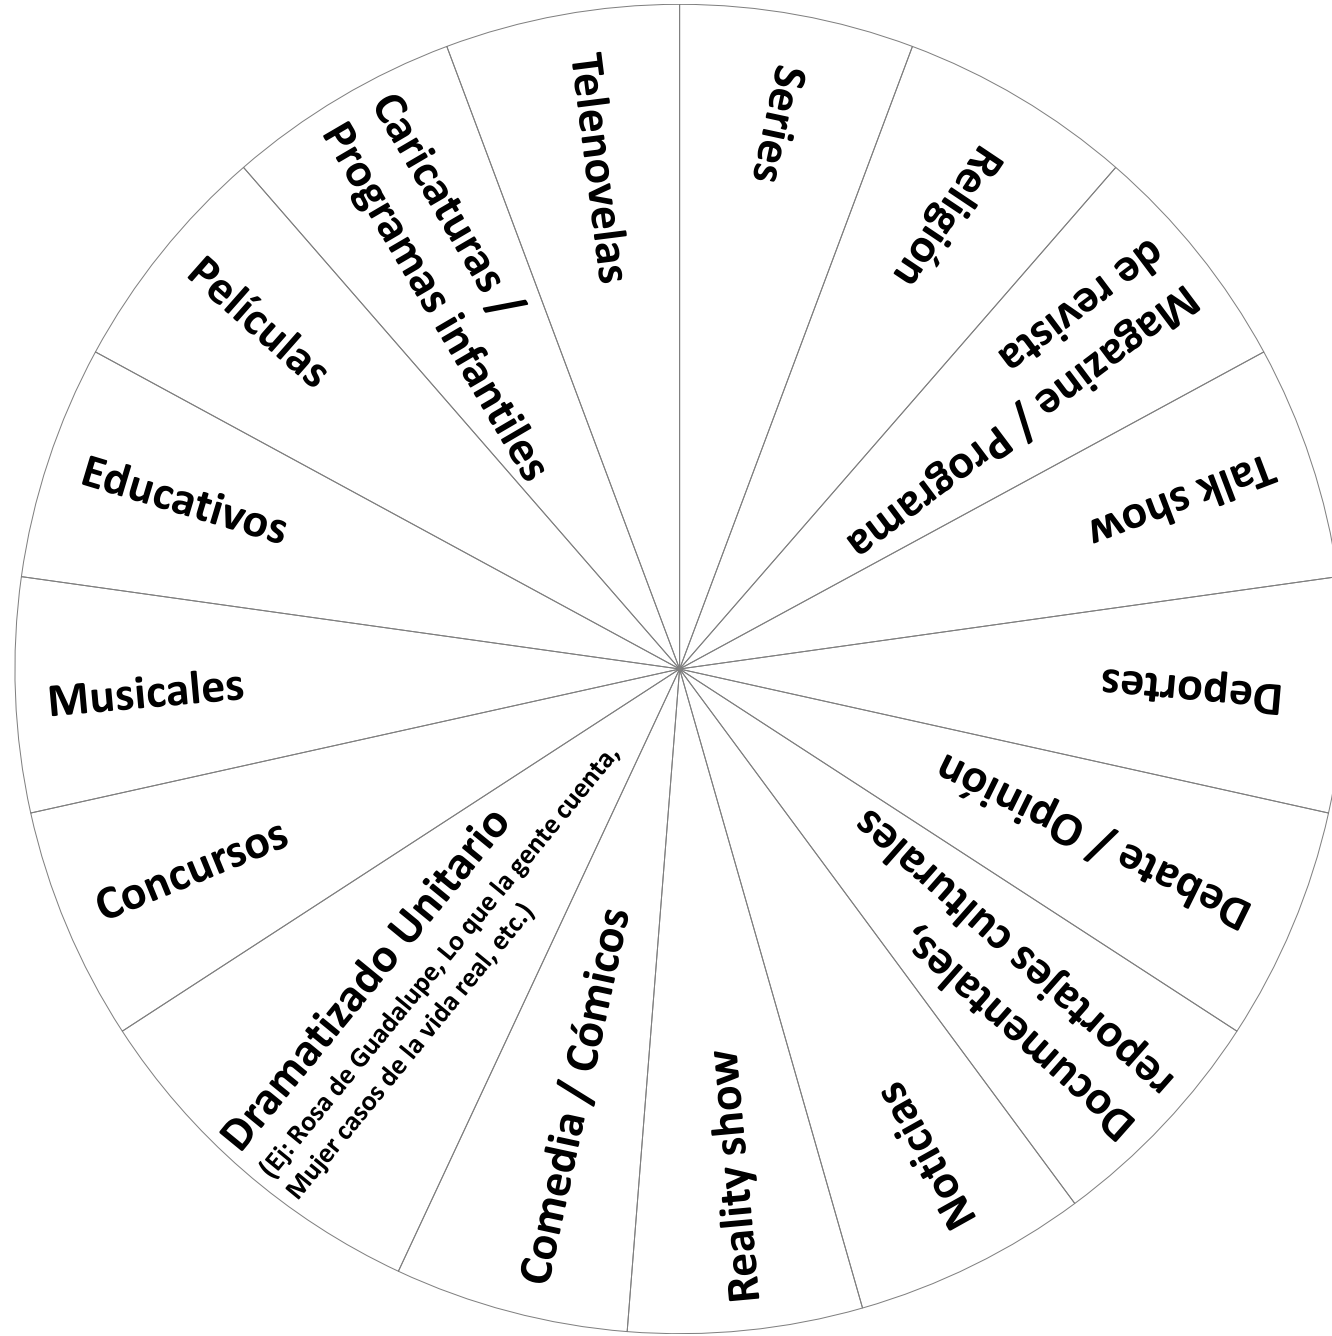 Series
Religión
Magazine / Programa
de revista
Talk show
Deportes
Debate / Opinión
Documentales,
reportajes culturales
Noticias
Reality show
Comedia / Cómicos
Dramatizado Unitario
(Ej: Rosa de Guadalupe, Lo que la gente cuenta,
Mujer casos de la vida real, etc.)
Concursos
Musicales
Educativos
Películas
Caricaturas /
Programas infantiles
Telenovelas